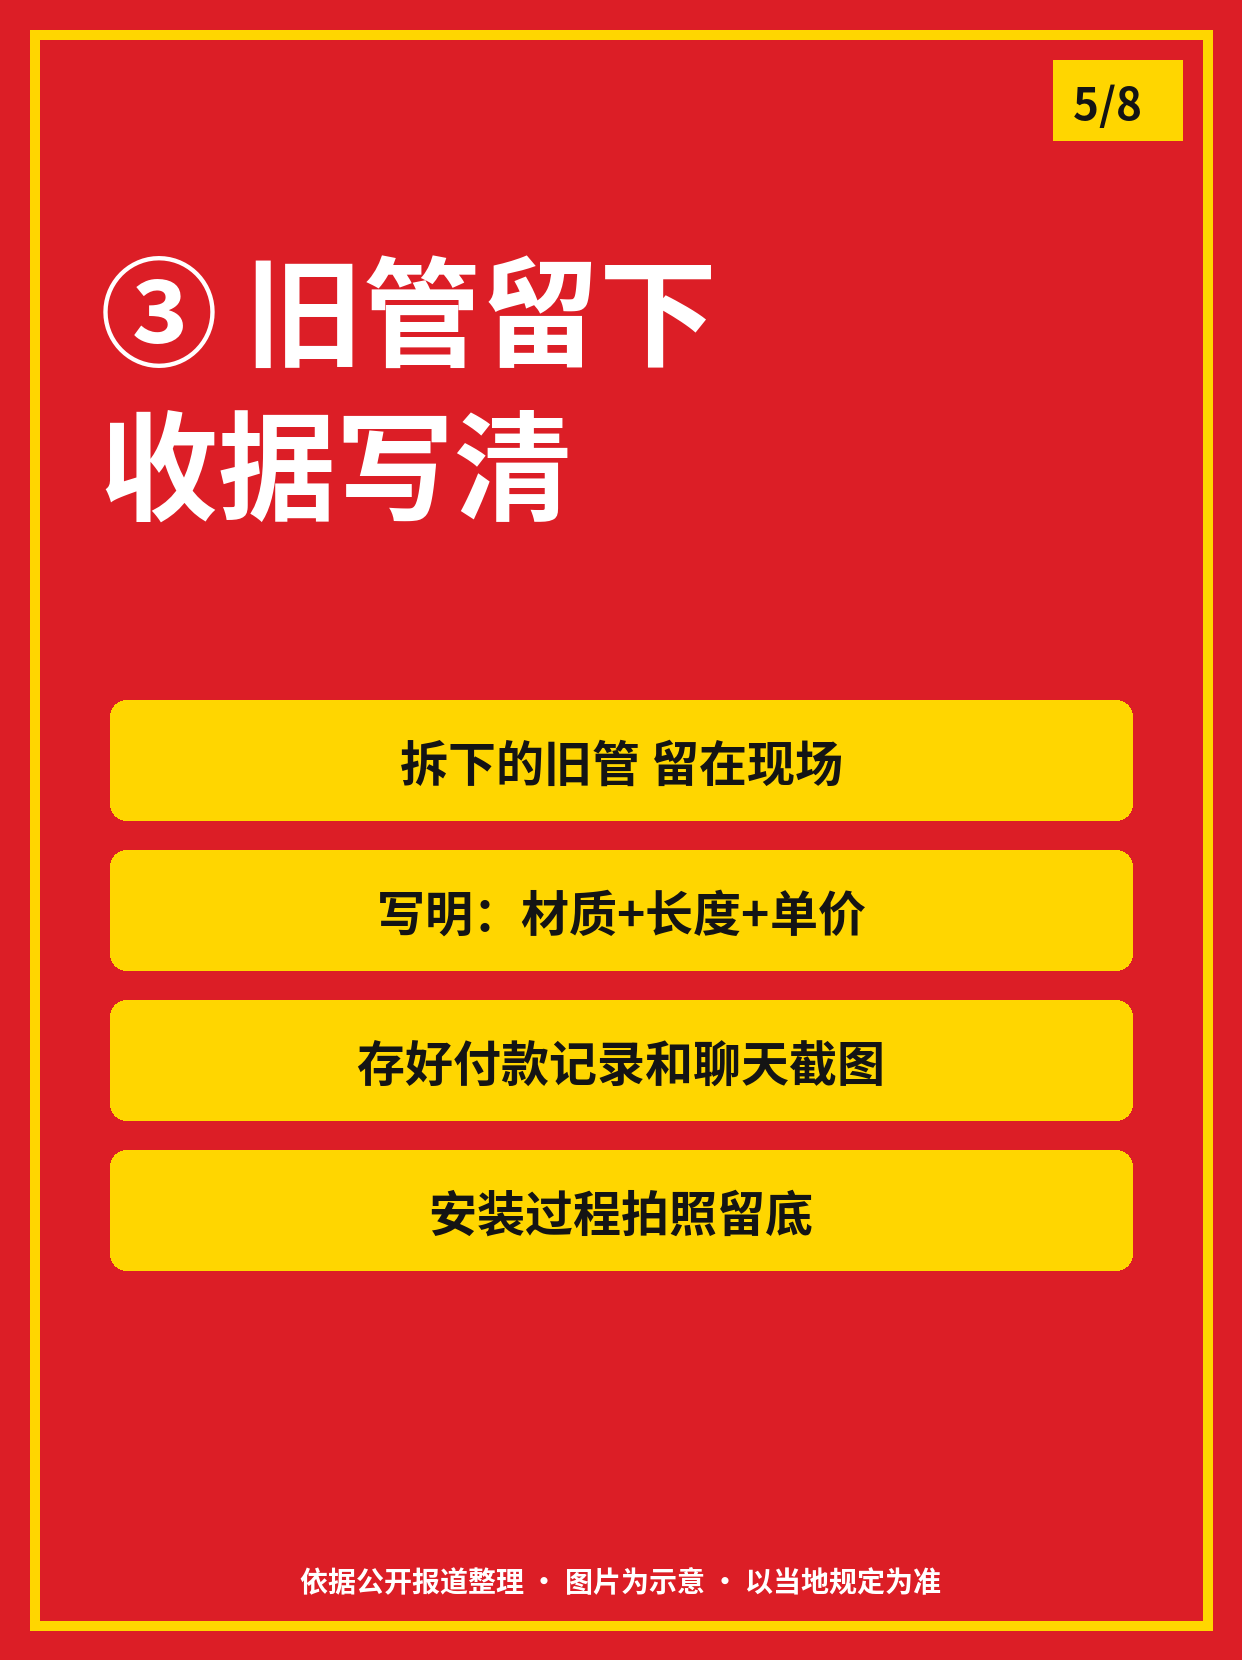 5/8
③ 旧管留下
收据写清
拆下的旧管 留在现场
写明：材质+长度+单价
存好付款记录和聊天截图
安装过程拍照留底
依据公开报道整理 · 图片为示意 · 以当地规定为准